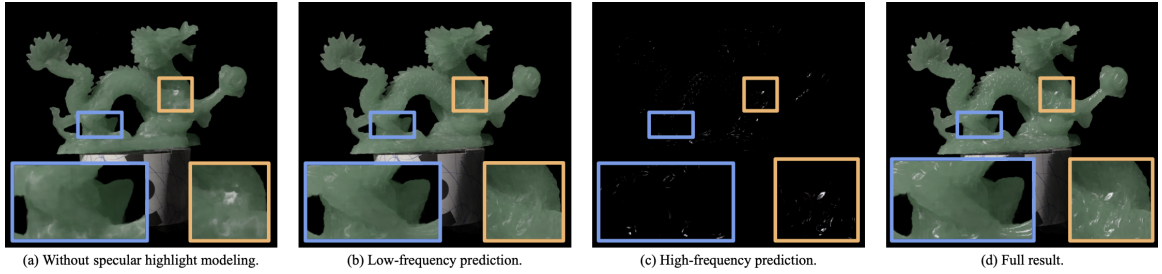 (a) Without specular highlight modeling.
(b) Low-frequency prediction.
(c) High-frequency prediction.
(d) Full result.